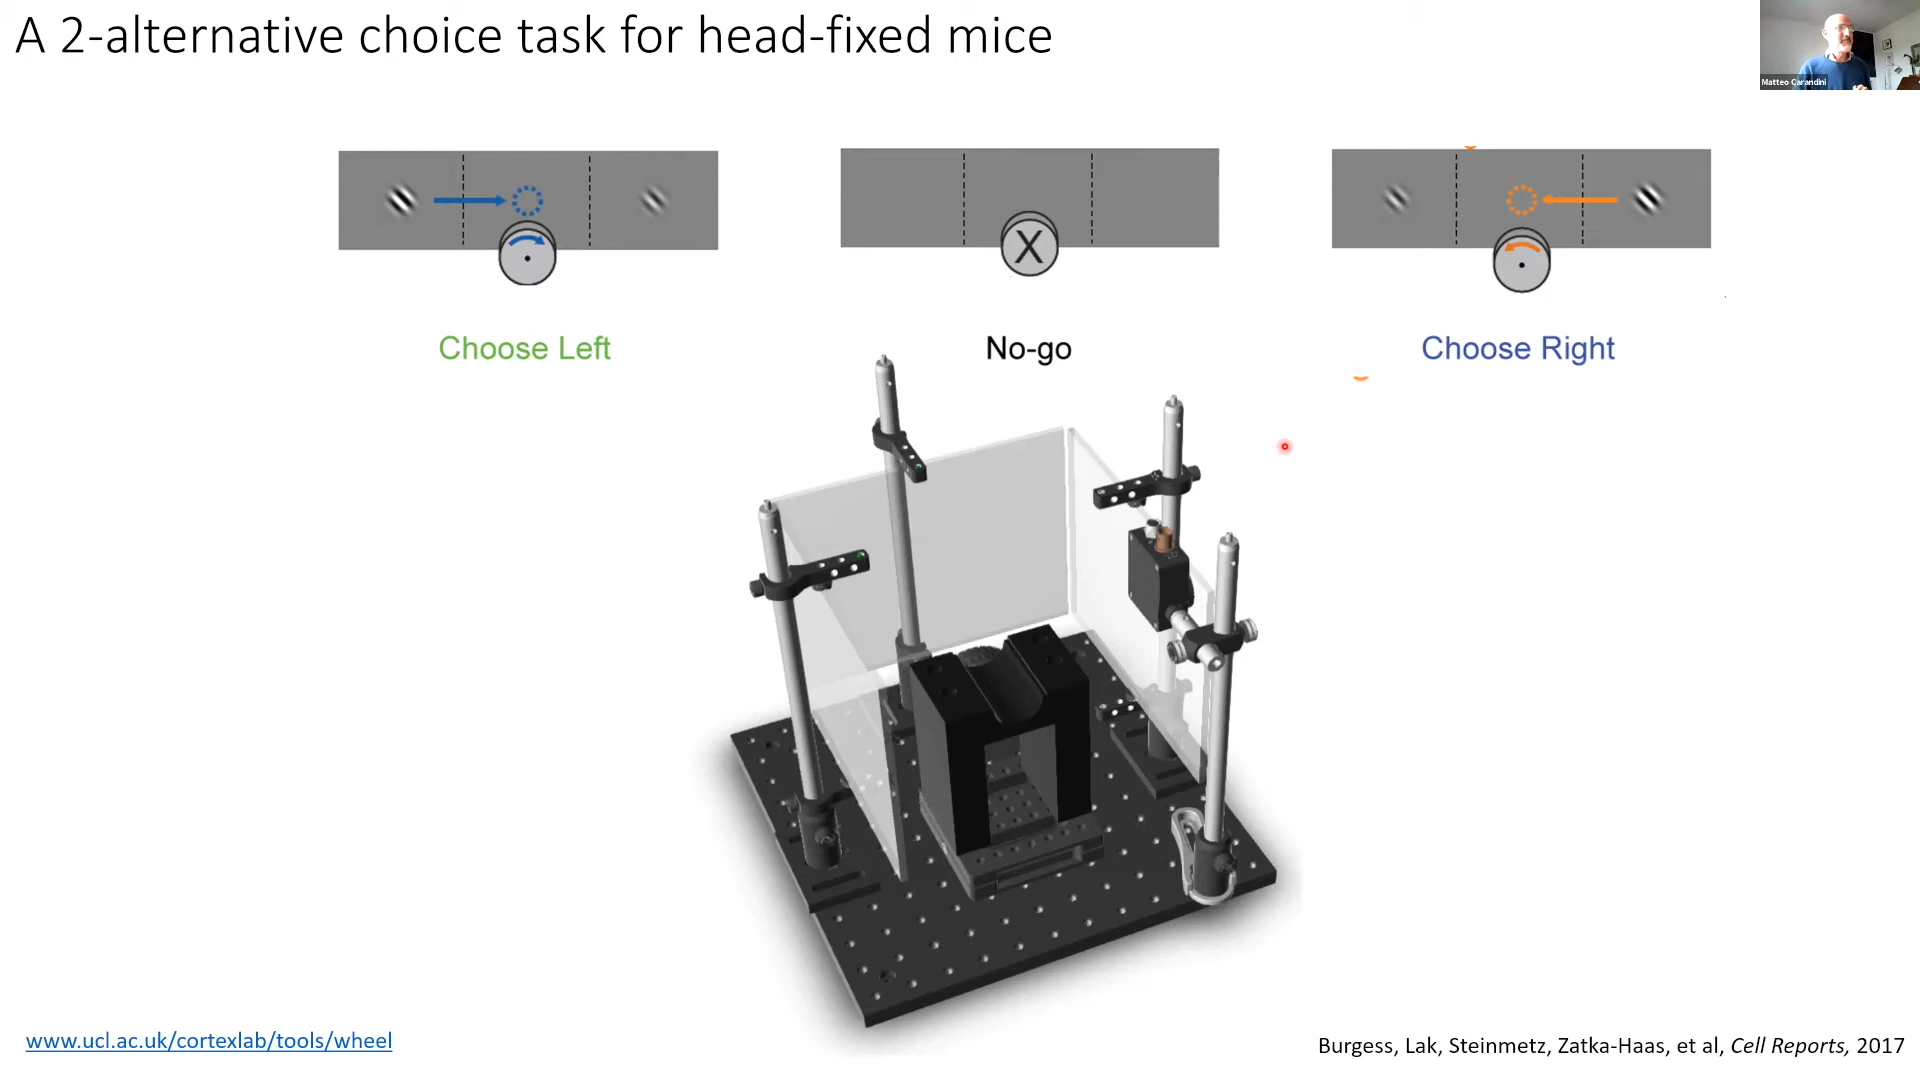 A 2-alternative choice task for head-fixed mice
Matteo Carandini
X
Choose Left
No-go
Choose Right
www.ucl.ac.uk/cortexlab/tools/wheel
Burgess, Lak, Steinmetz, Zatka-Haas, et al, Cell Reports, 2017